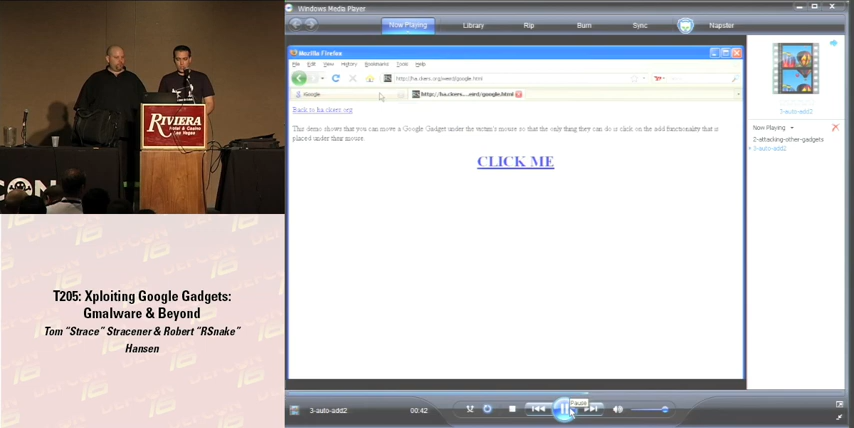 Windows Media Player
Now Playing
Library
Rip
Burn
Sync
Napster
Mozilla Firefox
File Edit View History Bookmarks Tools Help
iGoogle
Back to ha.ckers.org
This demo shows that you can move a Google Gadget under the victim's mouse so that the only thing they can do is click on the add functionality that is
placed under their mouse.
CLICK ME
3-auto-add2
Now Playing
2-attacking-other-gadgets
3-auto-add2
RIVIERA
Hotel & Casino
Las Vegas
DEFCON 16
T205: Xploiting Google Gadgets:
Gmalware & Beyond
Tom “Strace” Stracener & Robert “RSnake”
Hansen
3-auto-add2
00:42
Pause